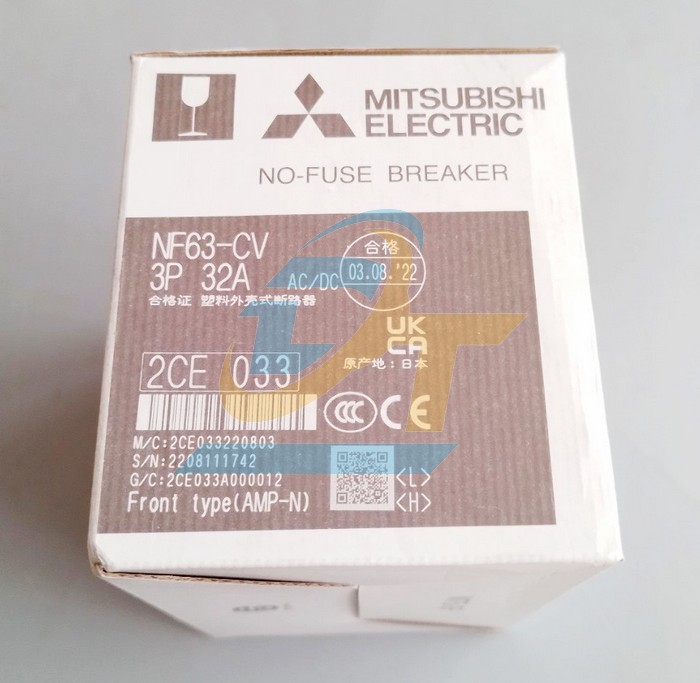 MITSUBISHI
ELECTRIC
NO-FUSE BREAKER
NF63-CV
3P 32A AC/DC
合格
03.08.'22
合格证 塑料外壳式断路器
UK
CA
原产地:日本
2CE 033
CCC CE
M/C:2CE033220803
S/N:2208111742
G/C:2CE033A000012
Front type(AMP-N)
<L>
<H>